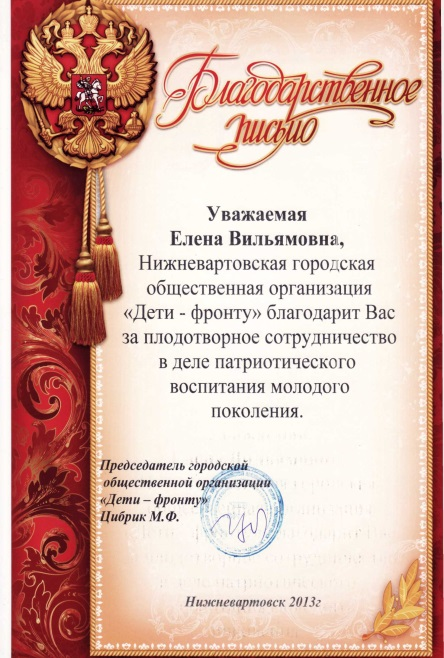 Благодарственное
письмо
Уважаемая
Елена Вильямовна,
Нижневартовская городская
общественная организация
«Дети - фронту» благодарит Вас
за плодотворное сотрудничество
в деле патриотического
воспитания молодого
поколения.
Председатель городской
общественной организации
«Дети – фронту»
Цибрик М.Ф.
Нижневартовск 2013г